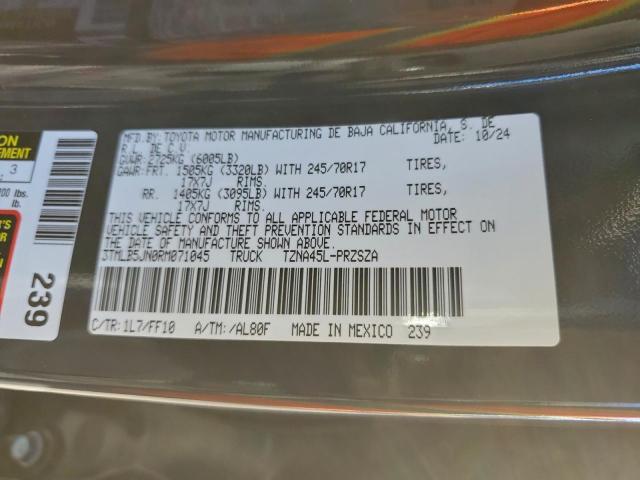 MFD.BY: TOYOTA MOTOR MANUFACTURING DE BAJA CALIFORNIA, S. DE
R.L. DE C.V. DATE: 10/24
GVWR: 2725KG (6005LB)
GAWR:FRT. 1505KG (3320LB) WITH 245/70R17 TIRES,
17X7J RIMS.
RR. 1405KG (3095LB) WITH 245/70R17 TIRES,
17X7J RIMS.
THIS VEHICLE CONFORMS TO ALL APPLICABLE FEDERAL MOTOR
VEHICLE SAFETY AND THEFT PREVENTION STANDARDS IN EFFECT ON
THE DATE OF MANUFACTURE SHOWN ABOVE.
3TMLB5JN0RM071045 TRUCK TZNA45L-PRZSZA
C/TR:1L7/FF10 A/TM:/AL80F MADE IN MEXICO 239
3
lbs.
lb.
239